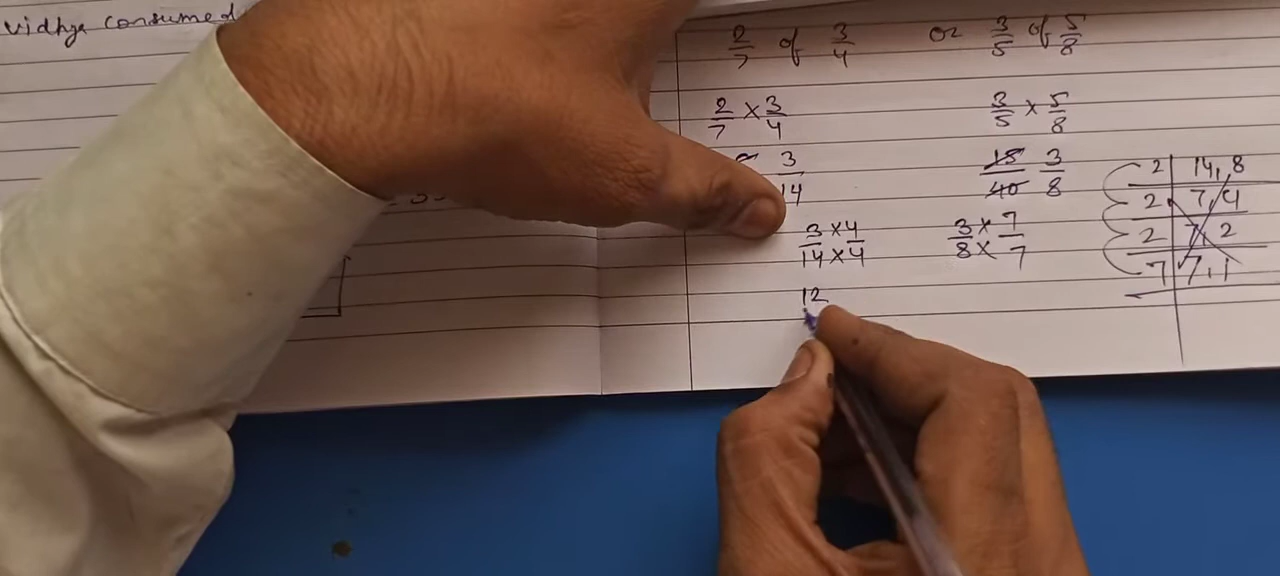 Vidhya consumed
2/7 of 3/4 or 3/5 of 5/8
2/7 × 3/4 3/5 × 5/8
3/14 15/40 3/8
3/14 × 4/4 3/8 × 7/7
12
2 | 14, 8
2 | 7, 4
2 | 7, 2
7 | 7, 1